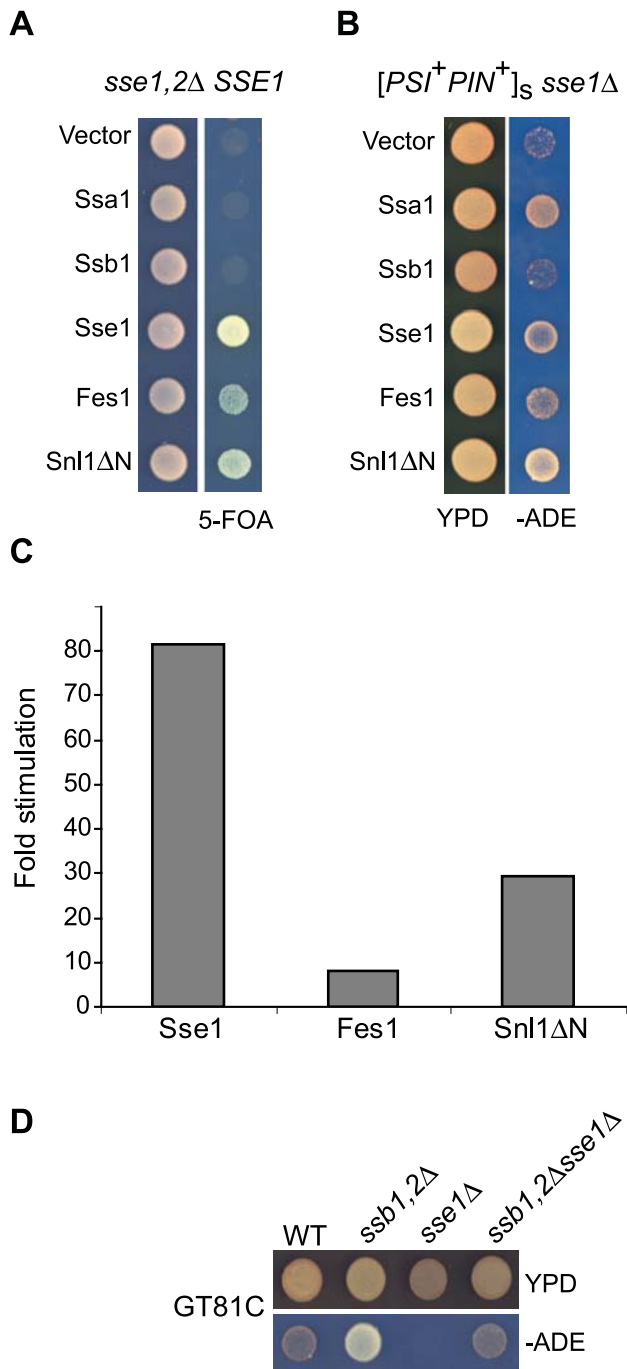 A
sse1,2Δ SSE1
Vector
Ssa1
Ssb1
Sse1
Fes1
Snl1ΔN
5-FOA
B
[PSI+ PIN+]S sse1Δ
Vector
Ssa1
Ssb1
Sse1
Fes1
Snl1ΔN
YPD -ADE
C
Fold stimulation
80
70
60
50
40
30
20
10
0
Sse1 Fes1 Snl1ΔN
D
WT ssb1,2Δ sse1Δ ssb1,2Δsse1Δ
GT81C
YPD
-ADE